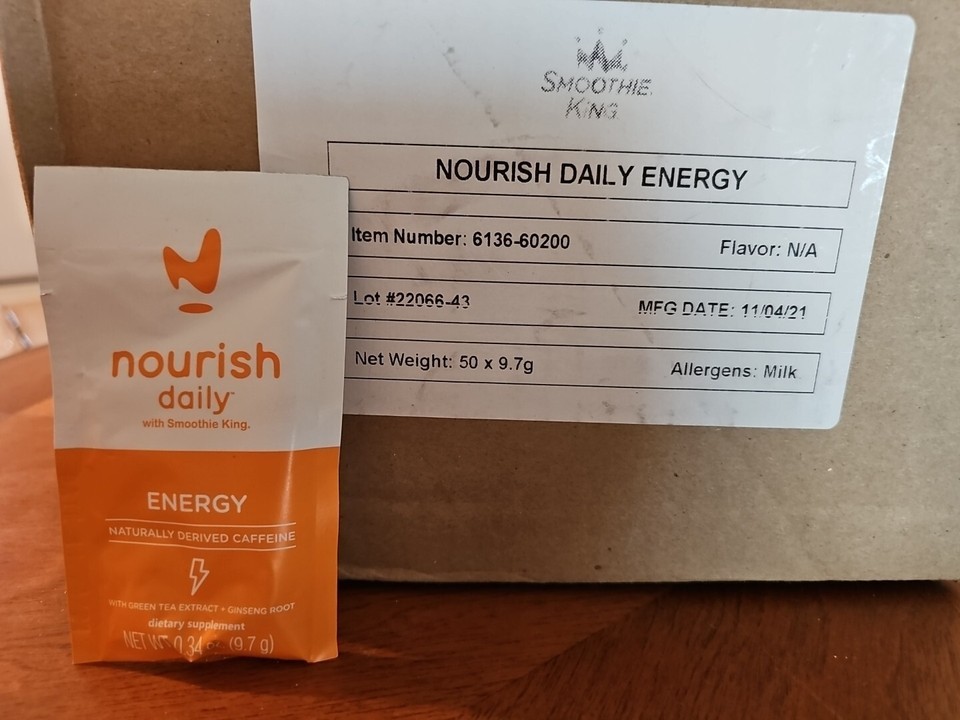 SMOOTHIE
KING
NOURISH DAILY ENERGY
Item Number: 6136-60200
Flavor: N/A
Lot #22066-43
MFG DATE: 11/04/21
Net Weight: 50 x 9.7g
Allergens: Milk
nourish
daily™
with Smoothie King.
ENERGY
NATURALLY DERIVED CAFFEINE
WITH GREEN TEA EXTRACT + GINSENG ROOT
dietary supplement
NET WT 0.34 oz (9.7 g)